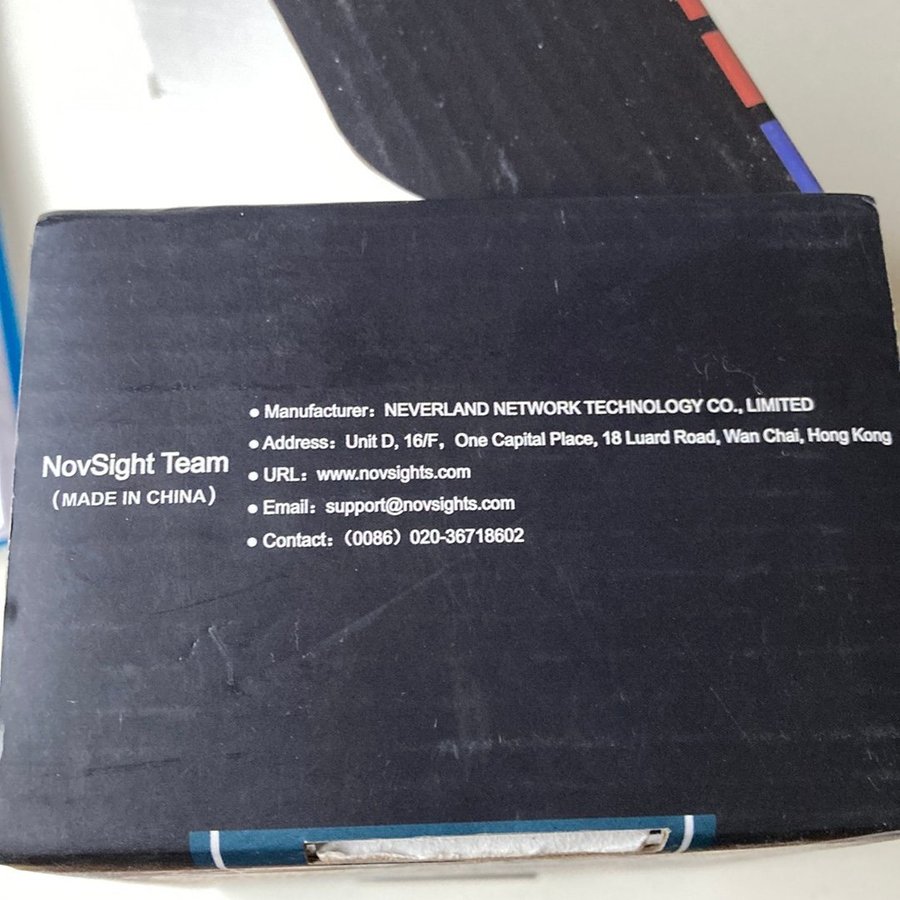 NovSight Team
(MADE IN CHINA)
● Manufacturer: NEVERLAND NETWORK TECHNOLOGY CO., LIMITED
● Address: Unit D, 16/F, One Capital Place, 18 Luard Road, Wan Chai, Hong Kong
● URL: www.novsights.com
● Email: support@novsights.com
● Contact: (0086) 020-36718602